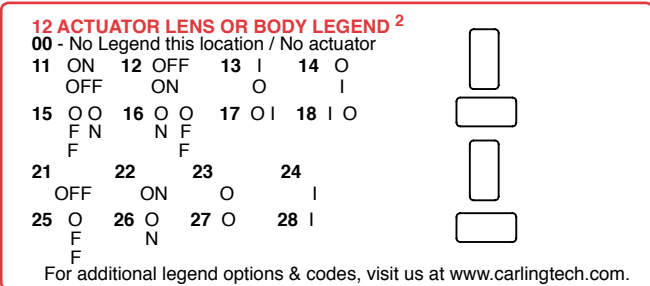 12 ACTUATOR LENS OR BODY LEGEND 2
00 - No Legend this location / No actuator
11 ON 12 OFF 13 I 14 O
OFF ON O I
15 O O 16 O O 17 O I 18 I O
F N N F
F F
21 22 23 24
OFF ON O I
25 O 26 O 27 O 28 I
F N
F
For additional legend options & codes, visit us at www.carlingtech.com.